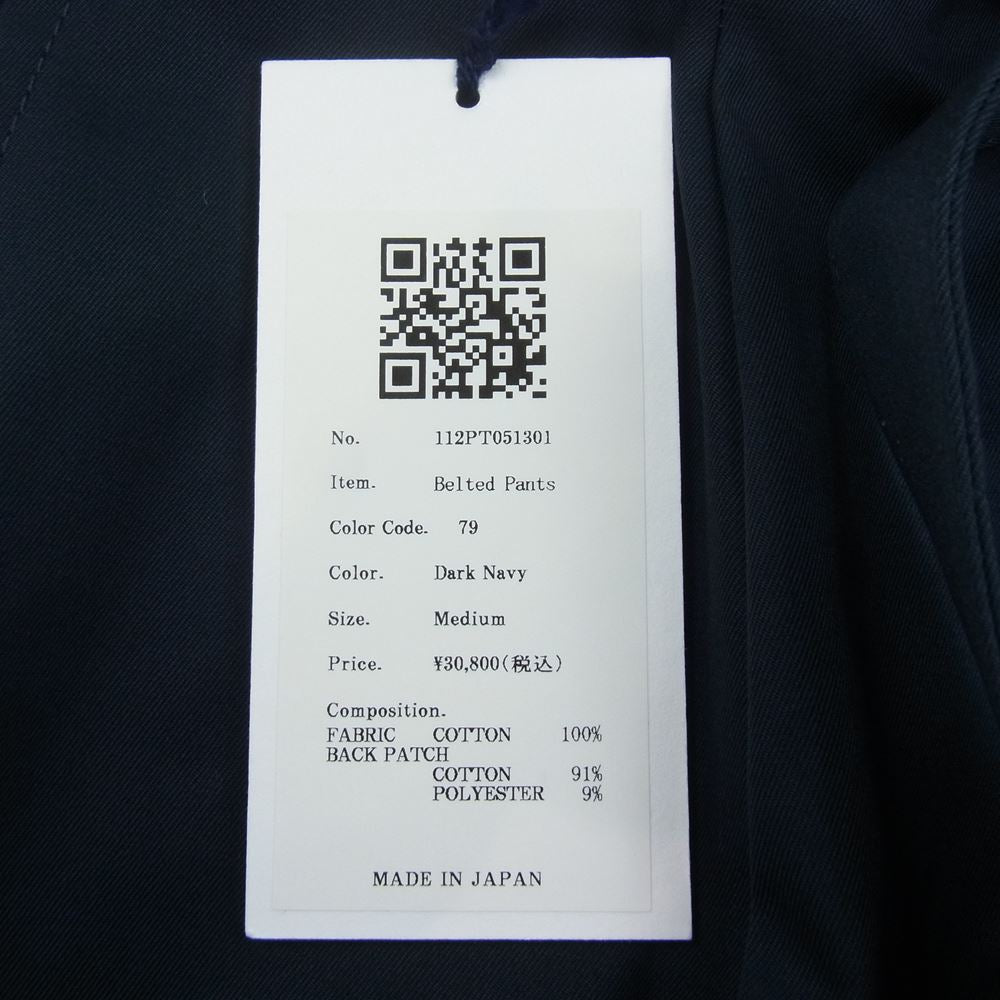 No. 112PT051301
Item. Belted Pants
Color Code. 79
Color. Dark Navy
Size. Medium
Price. ¥30,800(税込)
Composition.
FABRIC COTTON 100%
BACK PATCH
COTTON 91%
POLYESTER 9%
MADE IN JAPAN